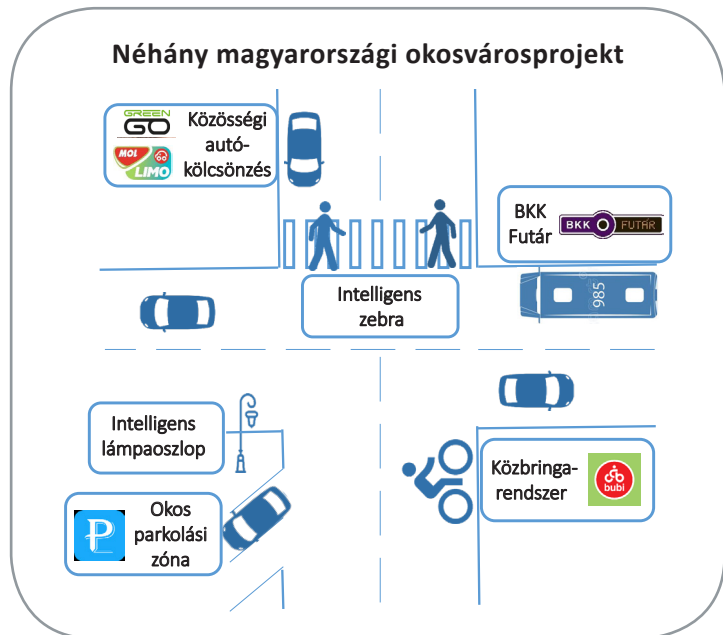 Néhány magyarországi okosvárosprojekt
GREEN
GO
MOL
LIMO
Közösségi
autó-
kölcsönzés
BKK
Futár
BKK FUTÁR
985
Intelligens
zebra
Intelligens
lámpaoszlop
Közbringa-
rendszer
bubi
P
Okos
parkolási
zóna